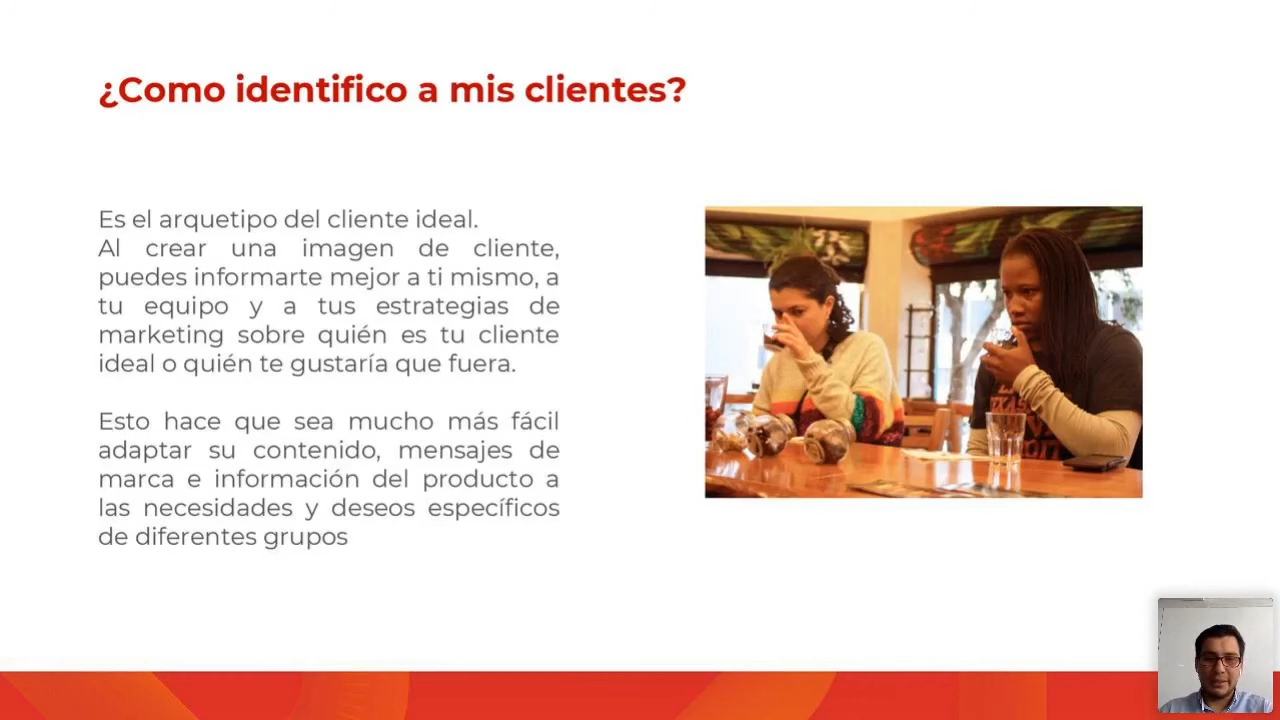 ¿Como identifico a mis clientes?
Es el arquetipo del cliente ideal.
Al crear una imagen de cliente,
puedes informarte mejor a ti mismo, a
tu equipo y a tus estrategias de
marketing sobre quién es tu cliente
ideal o quién te gustaría que fuera.
Esto hace que sea mucho más fácil
adaptar su contenido, mensajes de
marca e información del producto a
las necesidades y deseos específicos
de diferentes grupos